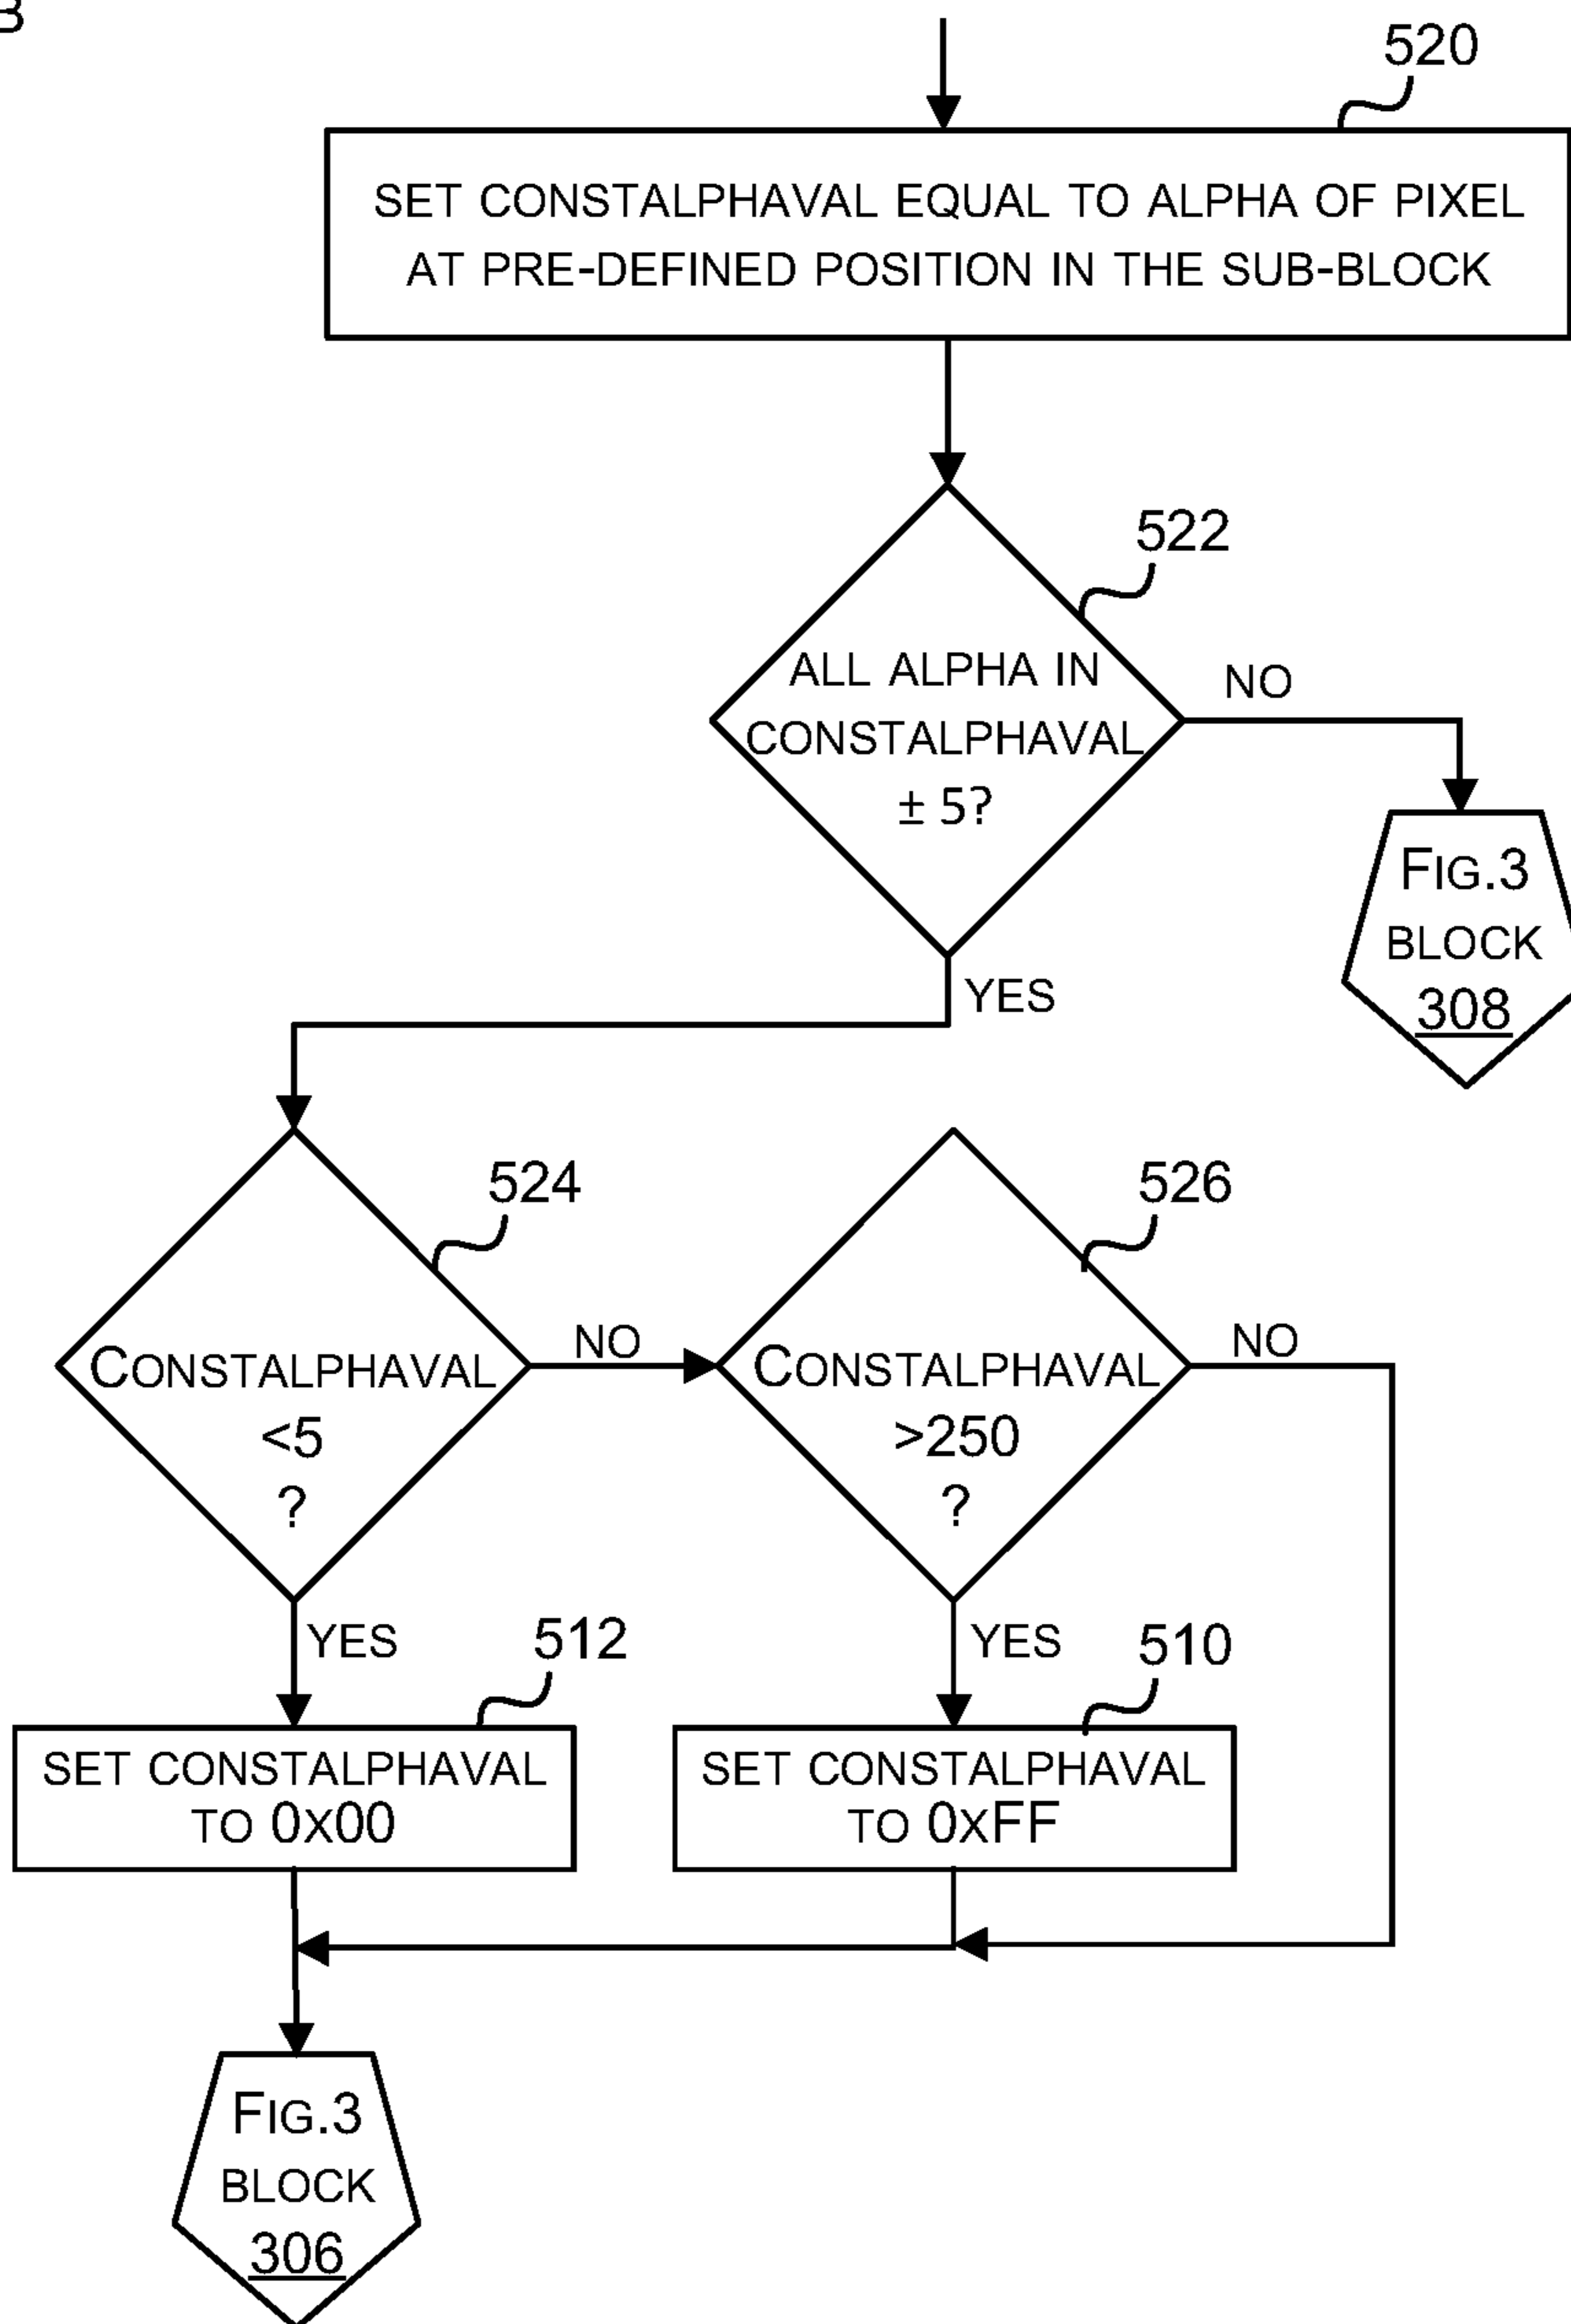 520
SET CONSTALPHAVAL EQUAL TO ALPHA OF PIXEL
AT PRE-DEFINED POSITION IN THE SUB-BLOCK
522
ALL ALPHA IN
CONSTALPHAVAL
± 5?
NO
FIG.3
BLOCK
308
YES
524
CONSTALPHAVAL
<5
?
NO
526
CONSTALPHAVAL
>250
?
NO
YES
512
SET CONSTALPHAVAL
TO 0X00
YES
510
SET CONSTALPHAVAL
TO 0XFF
FIG.3
BLOCK
306